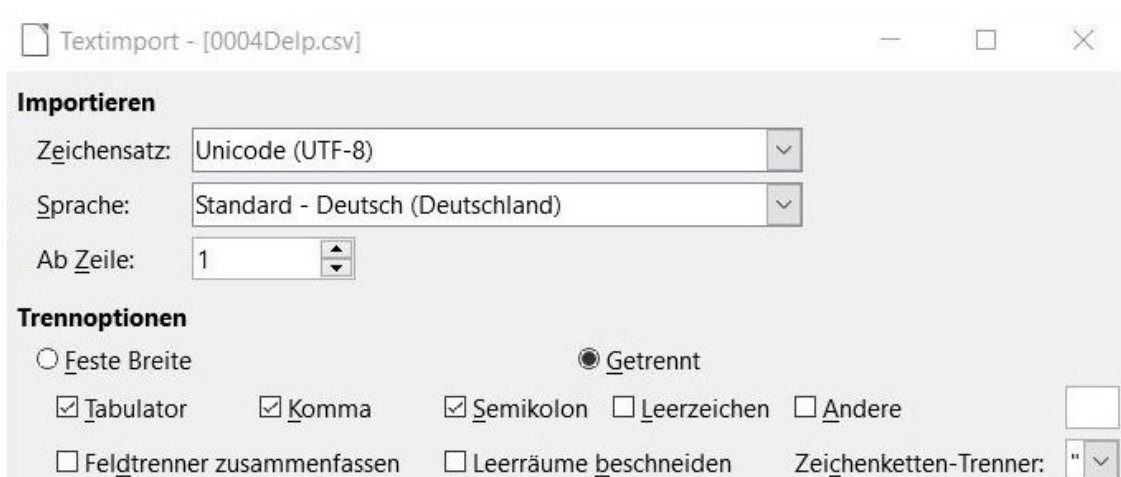 Textimport - [0004Delp.csv]
Importieren
Zeichensatz: Unicode (UTF-8)
Sprache: Standard - Deutsch (Deutschland)
Ab Zeile: 1
Trennoptionen
Feste Breite Getrennt
Tabulator Komma Semikolon Leerzeichen Andere
Feldtrenner zusammenfassen Leerräume beschneiden Zeichenketten-Trenner: "